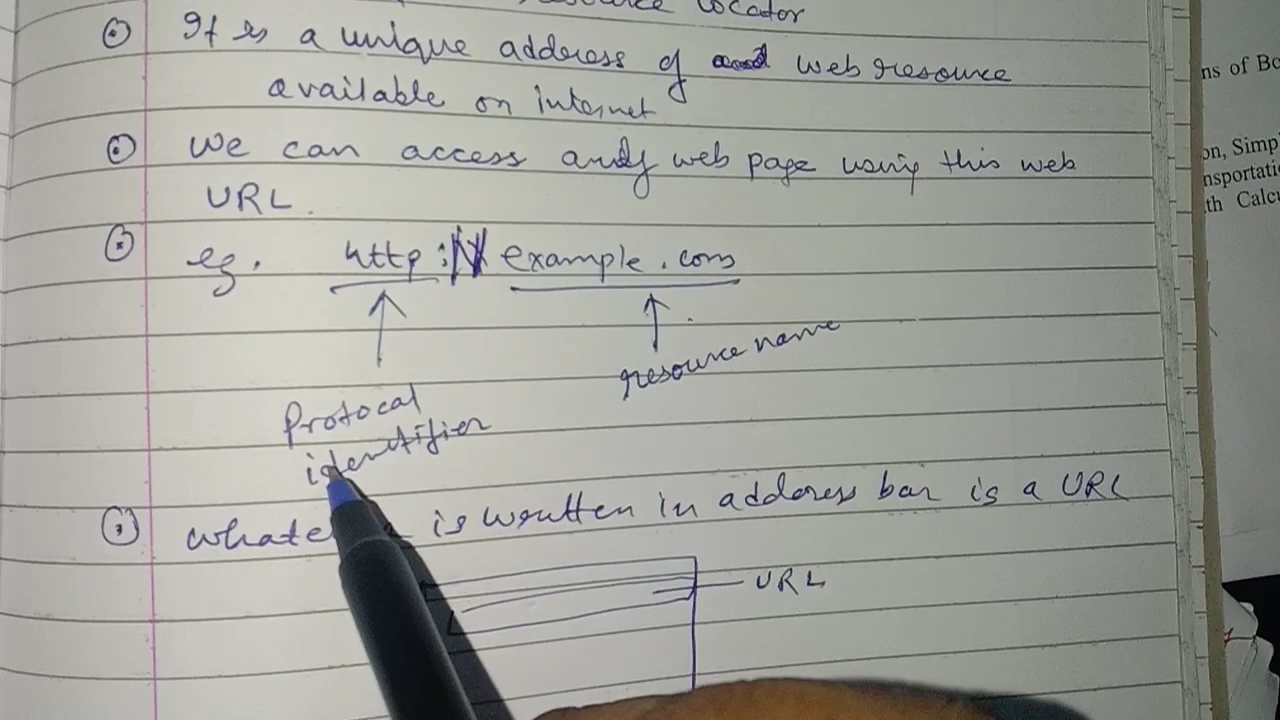 Locator
It is a unique address of web resource
available on internet
We can access any web page using this web
URL.
eg. http:// example.com
resource name
Protocal
identifier
is written in address bar is a URL
URL
ns of Bo
on, Simp
nsportati
th Calcu